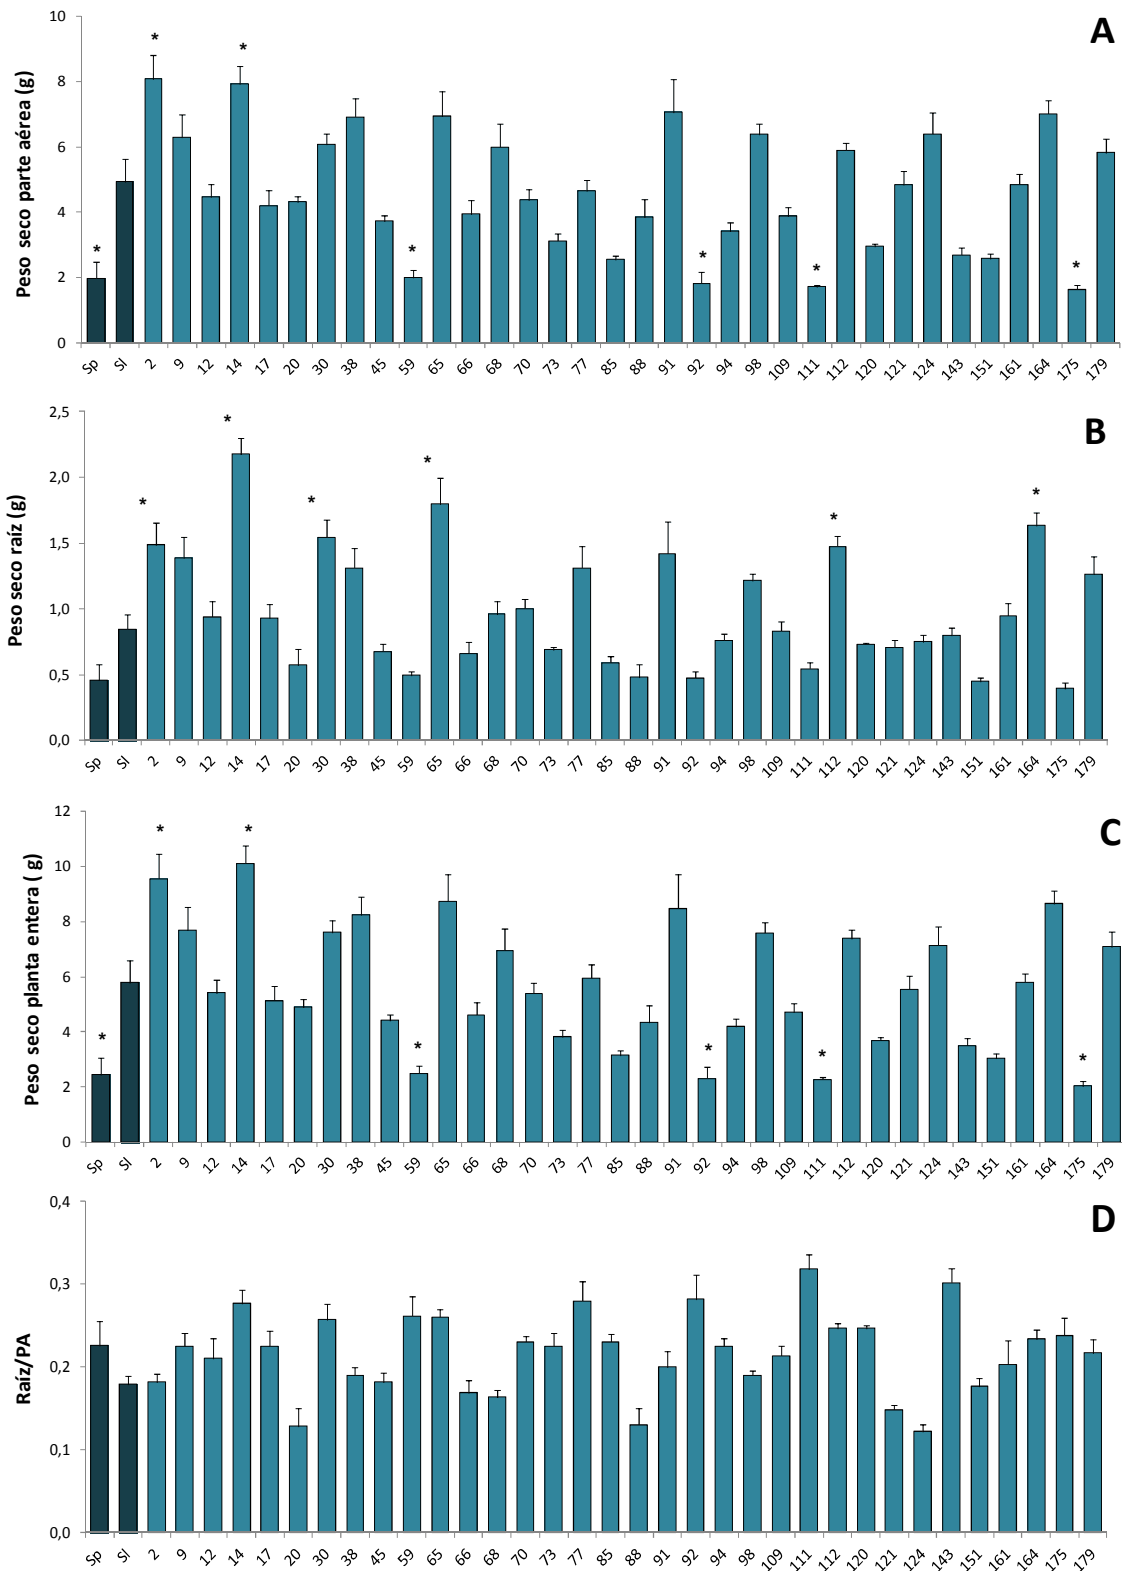 A
Peso seco parte aérea (g)
10
8
6
4
2
0
* * * * * * *
Sp Sl 2 9 12 14 17 20 30 38 45 59 65 66 68 70 73 77 85 88 91 92 94 98 109 111 112 120 121 124 143 151 161 164 175 179
B
Peso seco raíz (g)
2,5
2,0
1,5
1,0
0,5
0,0
* * * * * *
Sp Sl 2 9 12 14 17 20 30 38 45 59 65 66 68 70 73 77 85 88 91 92 94 98 109 111 112 120 121 124 143 151 161 164 175 179
C
Peso seco planta entera ( g)
12
10
8
6
4
2
0
* * * * * * *
Sp Sl 2 9 12 14 17 20 30 38 45 59 65 66 68 70 73 77 85 88 91 92 94 98 109 111 112 120 121 124 143 151 161 164 175 179
D
Raíz/PA
0,4
0,3
0,2
0,1
0,0
Sp Sl 2 9 12 14 17 20 30 38 45 59 65 66 68 70 73 77 85 88 91 92 94 98 109 111 112 120 121 124 143 151 161 164 175 179